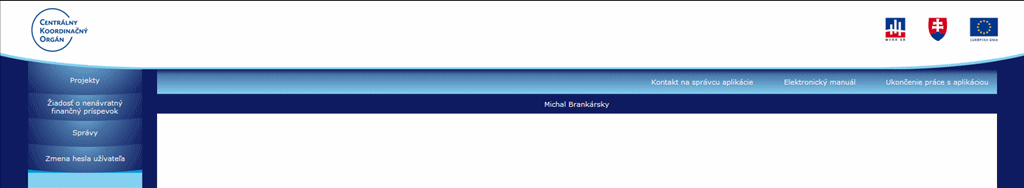 CENTRÁLNY
KOORDINAČNÝ
ORGÁN
Projekty
Žiadosť o nenávratný
finančný príspevok
Správy
Zmena hesla užívateľa
Kontakt na správcu aplikácie
Elektronický manuál
Ukončenie práce s aplikáciou
Michal Brankársky